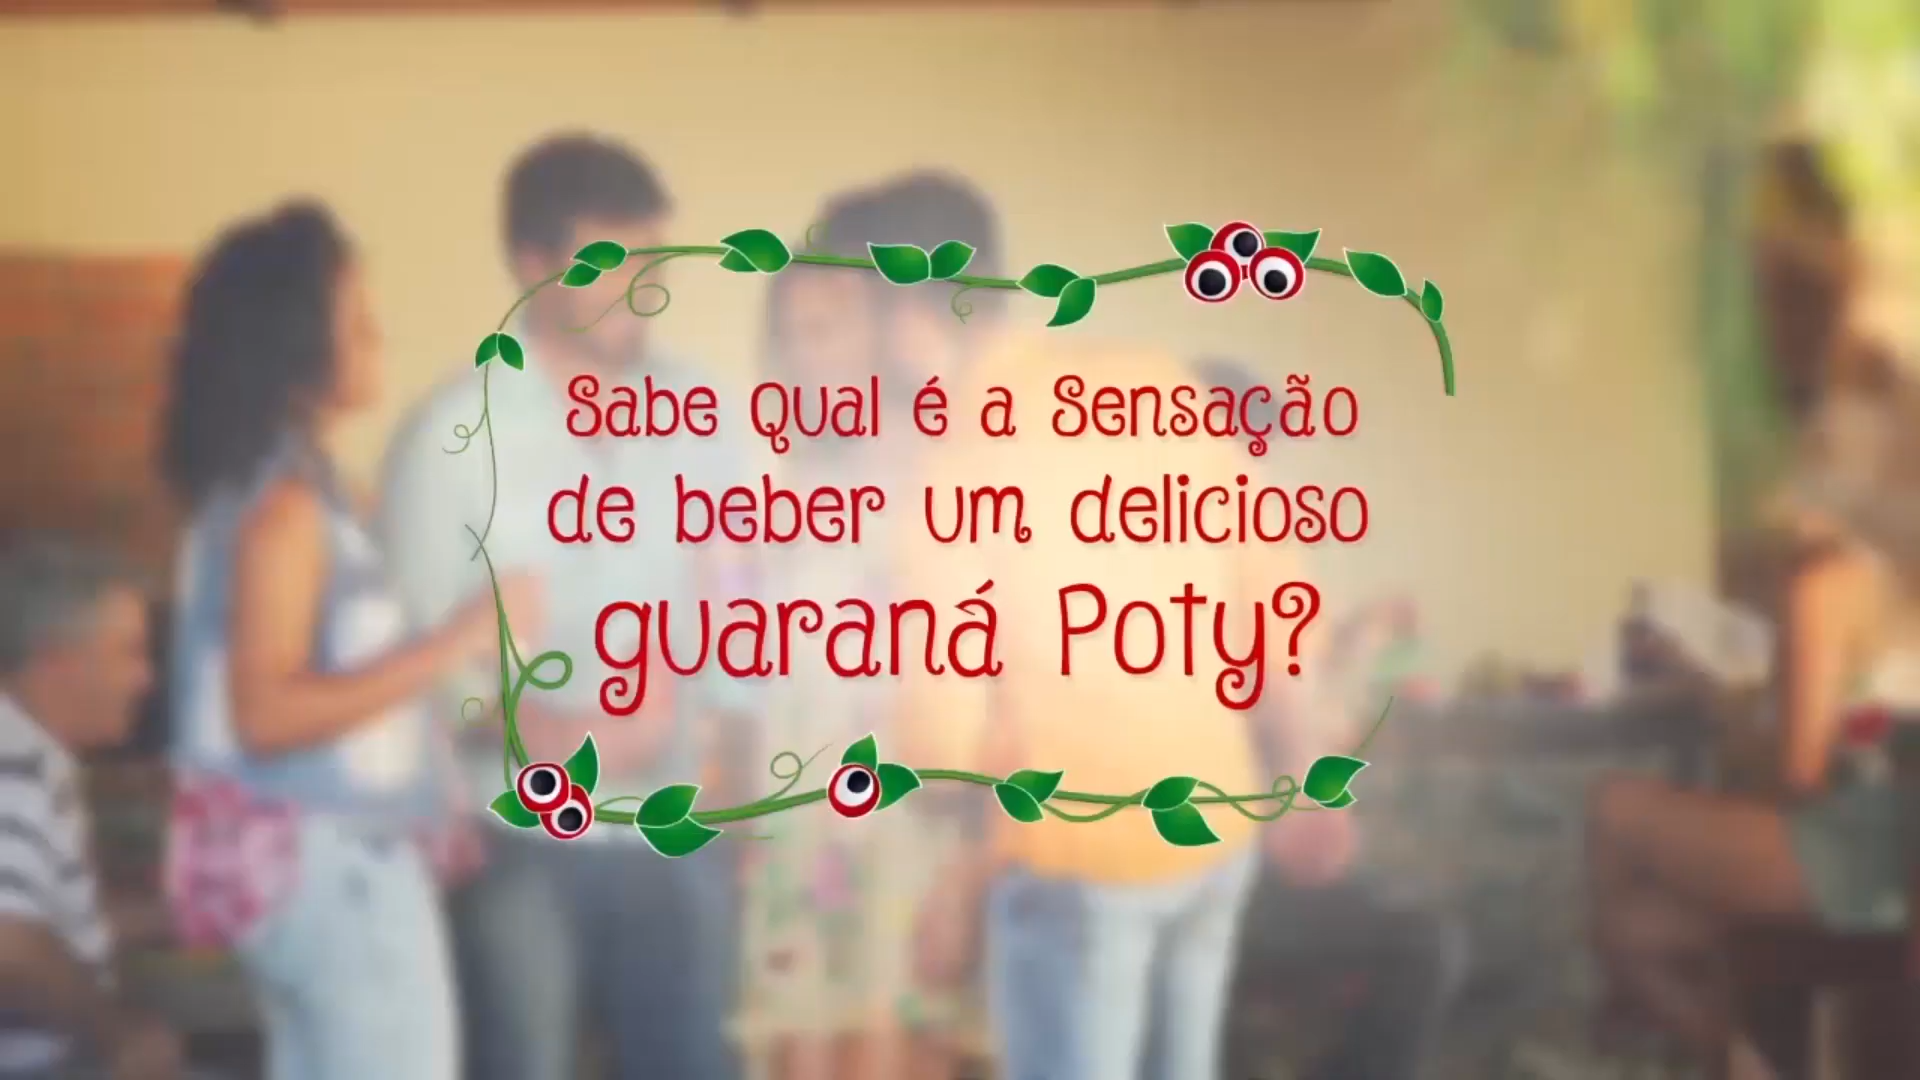 Sabe Qual é a Sensação
de beber um delicioso
guaraná Poty?